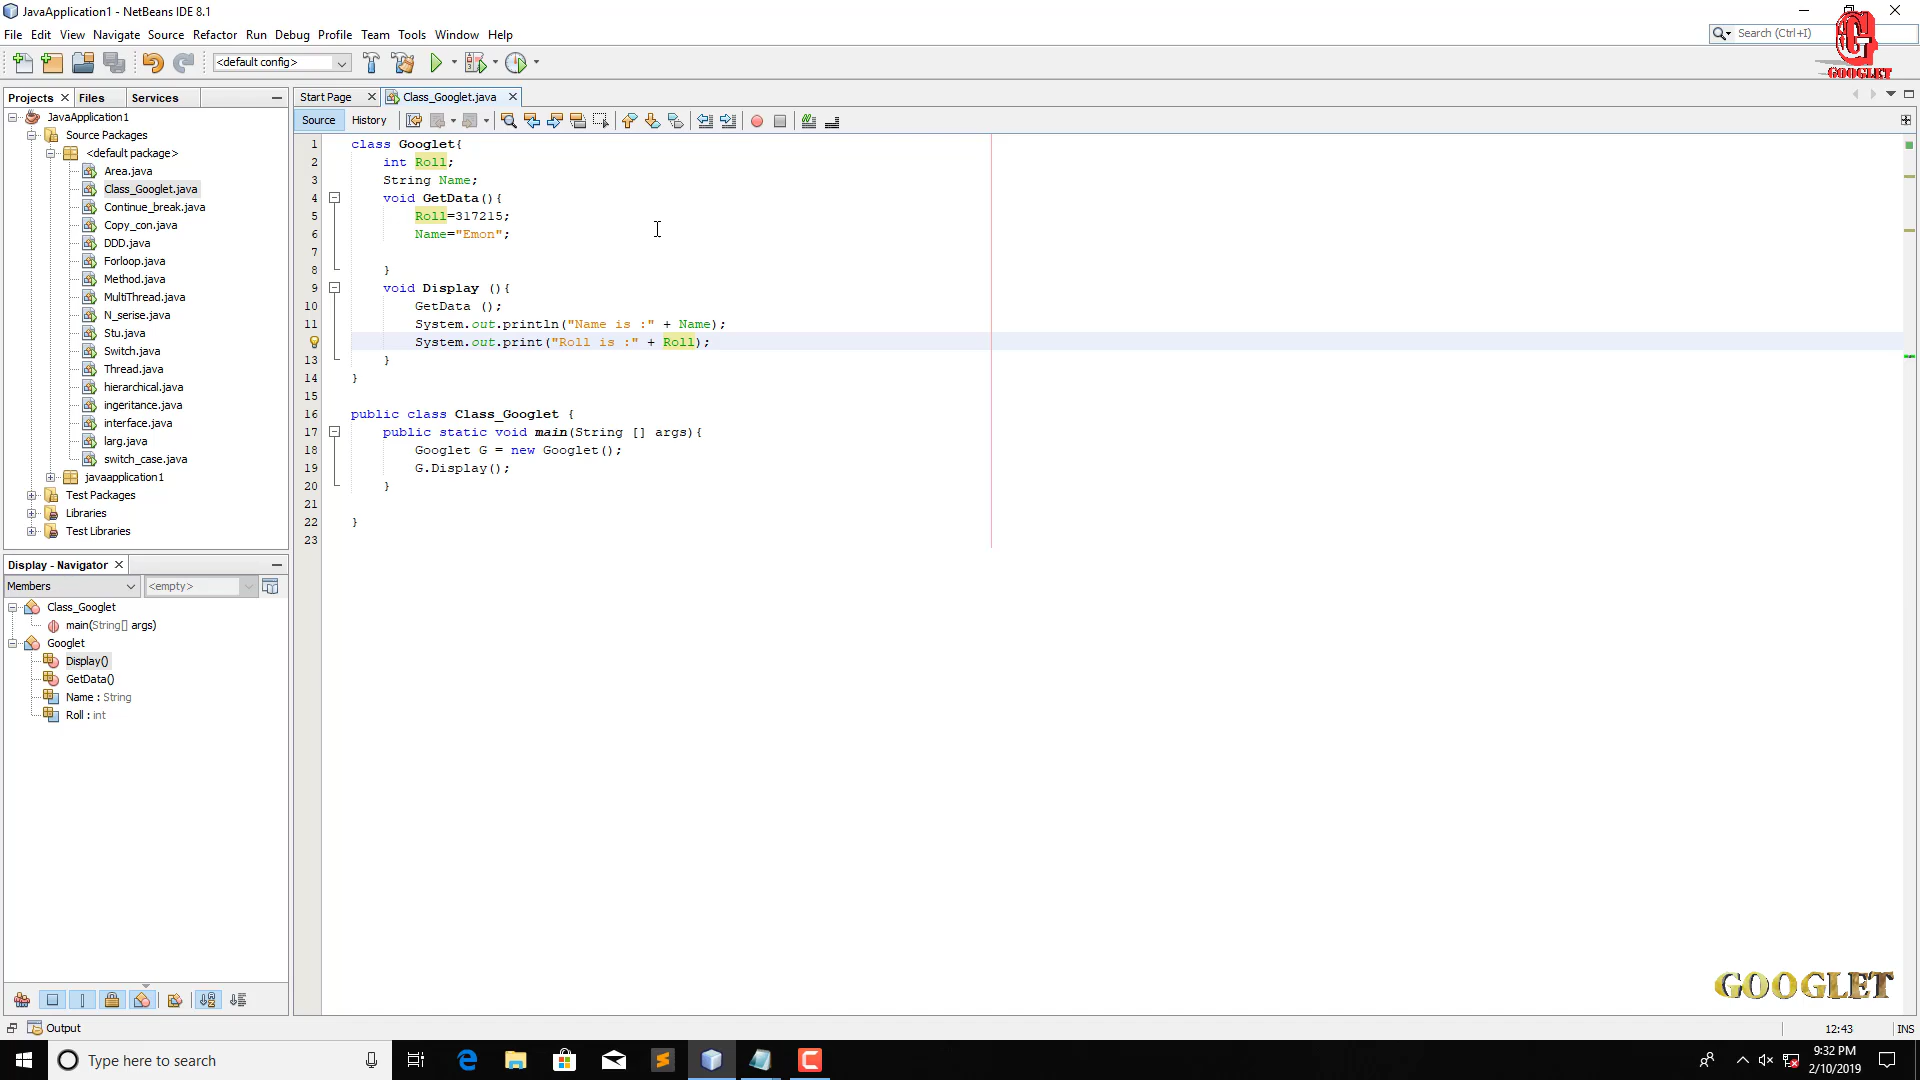 JavaApplication1 - NetBeans IDE 8.1
File Edit View Navigate Source Refactor Run Debug Profile Team Tools Window Help
Search (Ctrl+I)
GOOGLET
<default config>
Projects Files Services
JavaApplication1
Source Packages
<default package>
Area.java
Class_Googlet.java
Continue_break.java
Copy_con.java
DDD.java
Forloop.java
Method.java
MultiThread.java
N_serise.java
Stu.java
Switch.java
Thread.java
hierarchical.java
ingeritance.java
interface.java
larg.java
switch_case.java
javaapplication1
Test Packages
Libraries
Test Libraries
Display - Navigator
Members <empty>
Class_Googlet
main(String[] args)
Googlet
Display()
GetData()
Name : String
Roll : int
Start Page Class_Googlet.java
Source History
1 class Googlet{
2 int Roll;
3 String Name;
4 void GetData(){
5 Roll=317215;
6 Name="Emon";
7
8 }
9 void Display (){
10 GetData ();
11 System.out.println("Name is :" + Name);
System.out.print("Roll is :" + Roll);
13 }
14 }
15
16 public class Class_Googlet {
17 public static void main(String [] args){
18 Googlet G = new Googlet();
19 G.Display();
20 }
21
22 }
23
GOOGLET
Output
12:43 INS
Type here to search
9:32 PM
2/10/2019